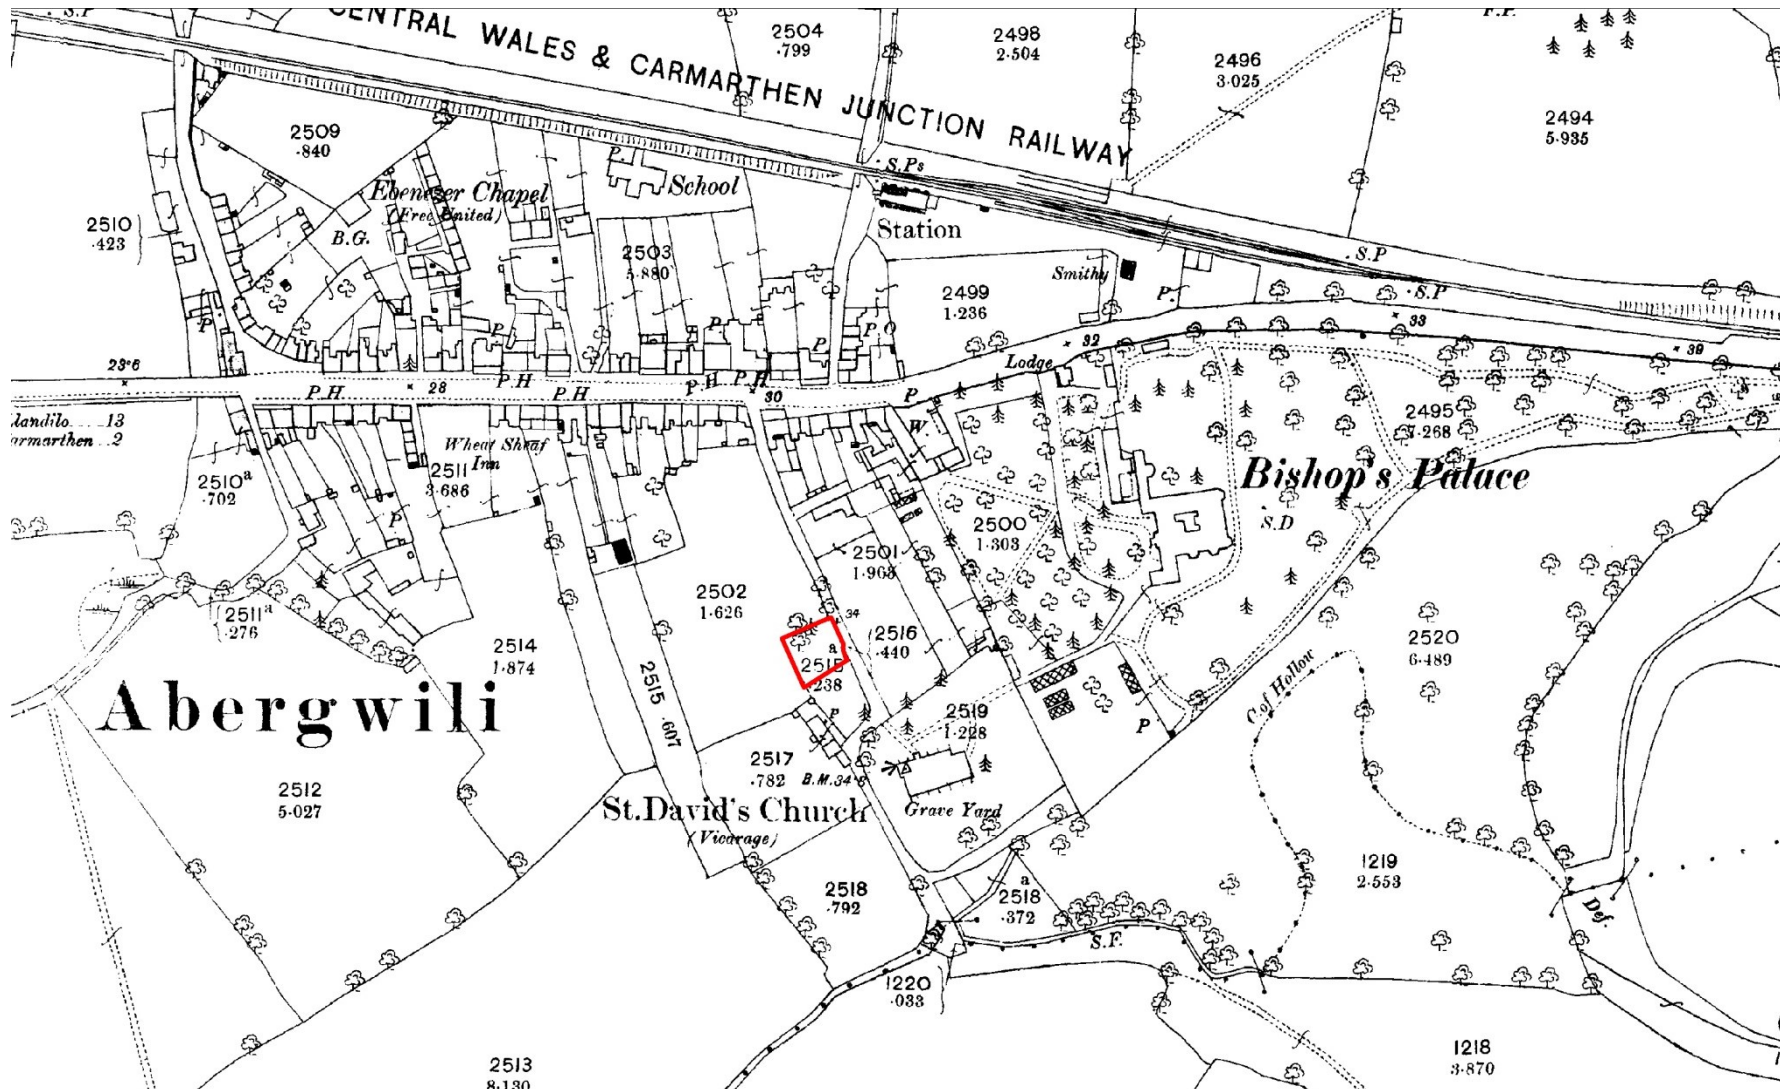 S.P
CENTRAL WALES & CARMARTHEN JUNCTION RAILWAY
2504
·799
2498
2·504
2496
3·025
F.P.
2494
5·935
2509
·840
P.
School
S.Ps
Station
Ebenezer Chapel
(Free United)
B.G.
2510
·423
2503
5·880
2499
1·236
Smithy
P.
S.P
S.P
33
39
P
P
P
P
P.O
32
Lodge
23·6
28
P.H
P.H
P.H
P.H
P.H
30
P
W
Llandilo.....13
Carmarthen..2
Wheat Sheaf
Inn
2510ᵃ
·702
2511
3·686
P
2495
7·268
Bishop's Palace
S.D
2500
1·303
2501
1·963
2502
1·626
34
2511ᵃ
·276
2514
1·874
a
2515
·238
2516
·440
2520
6·489
Abergwili
2515 ·607
P
2519
1·228
P
C of Hollow
2512
5·027
2517
·782
B.M.34·8
St. David's Church
(Vicarage)
Grave Yard
2518
·792
a
2518
·372
1219
2·553
Def.
S.F.
1220
·033
2513
8·130
1218
3·870